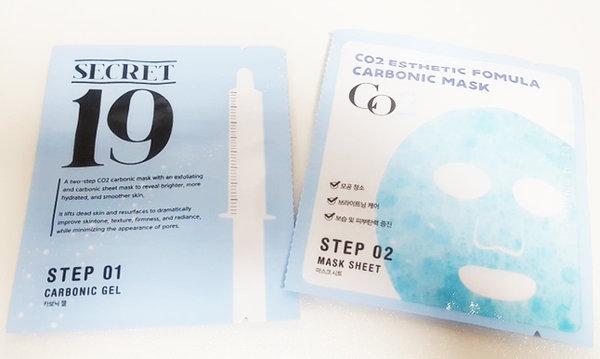 SECRET
19
A two-step CO2 carbonic mask with an exfoliating
and carbonic sheet mask to reveal brighter, more
hydrated, and smoother skin.
It lifts dead skin and resurfaces to dramatically
improve skintone, texture, firmness, and radiance,
while minimizing the appearance of pores.
STEP 01
CARBONIC GEL
카보닉 젤
CO2 ESTHETIC FOMULA
CARBONIC MASK
CO
모공 청소
브라이트닝 케어
보습 및 피부탄력 증진
STEP 02
MASK SHEET
마스크 시트